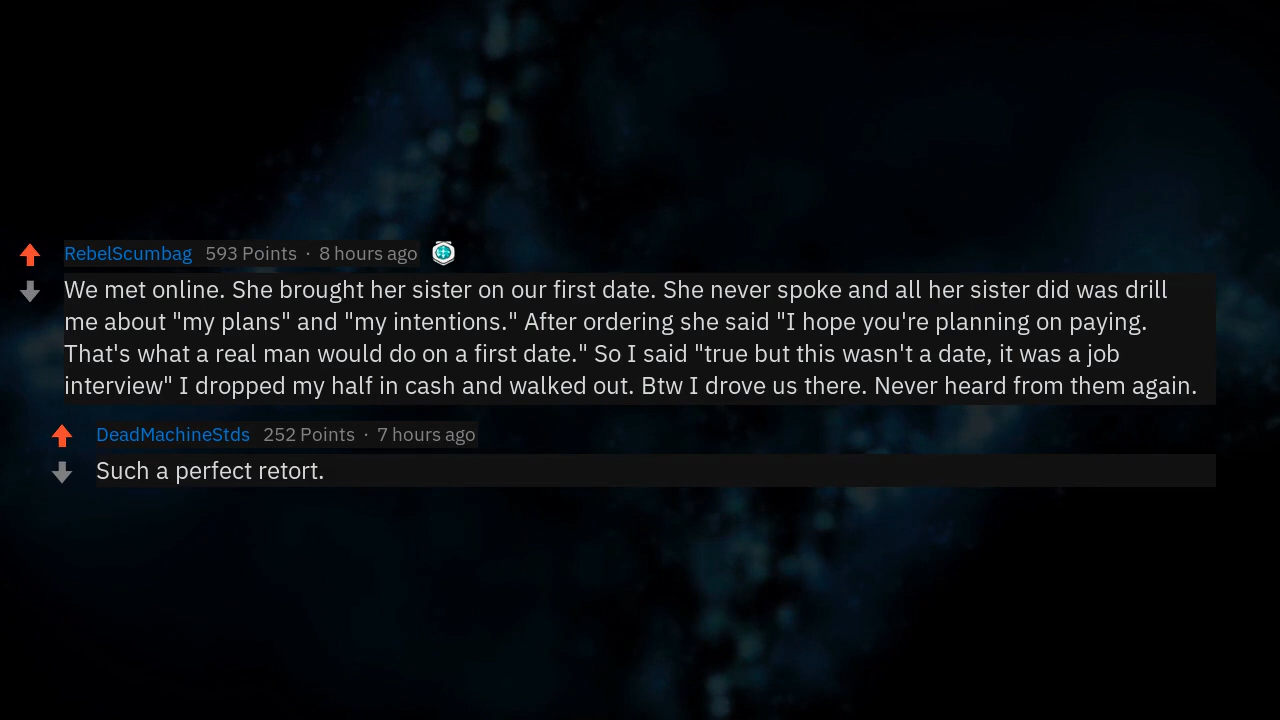 RebelScumbag 593 Points · 8 hours ago
We met online. She brought her sister on our first date. She never spoke and all her sister did was drill
me about "my plans" and "my intentions." After ordering she said "I hope you're planning on paying.
That's what a real man would do on a first date." So I said "true but this wasn't a date, it was a job
interview" I dropped my half in cash and walked out. Btw I drove us there. Never heard from them again.
DeadMachineStds 252 Points · 7 hours ago
Such a perfect retort.